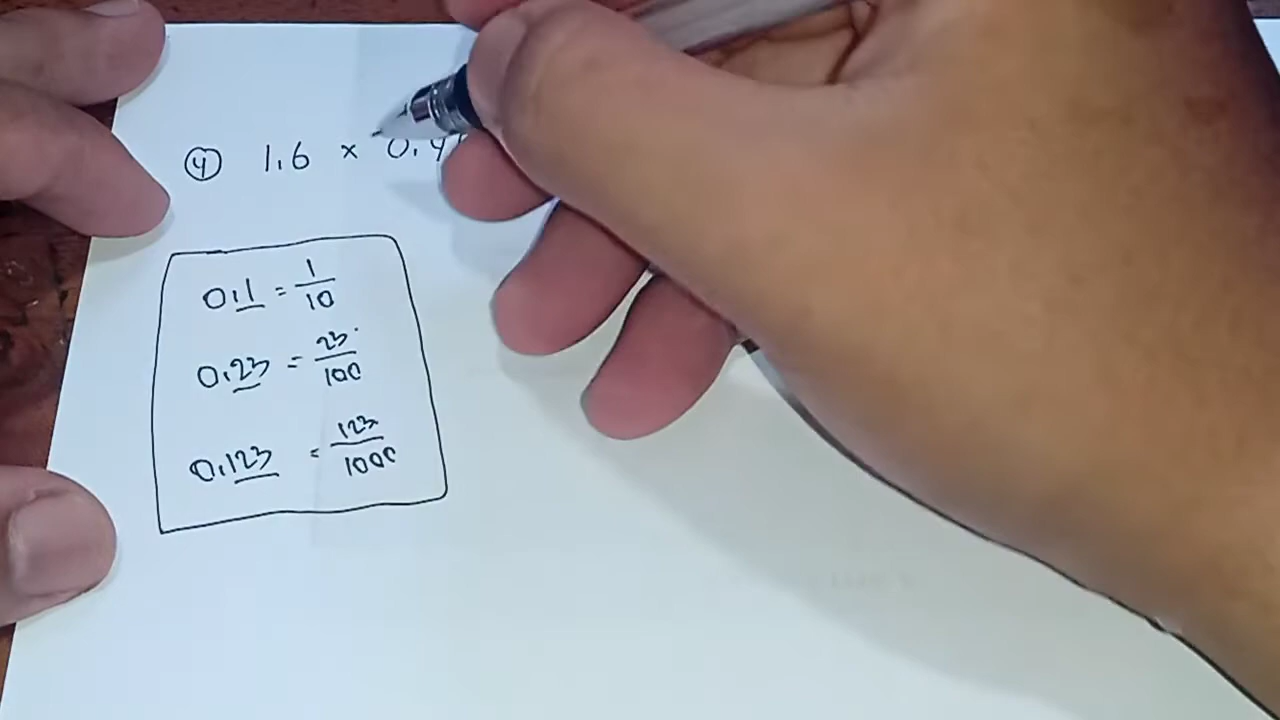 ④ 1,6 × 0,4
0,1 = 1/10
0,23 = 23/100
0,123 = 123/1000